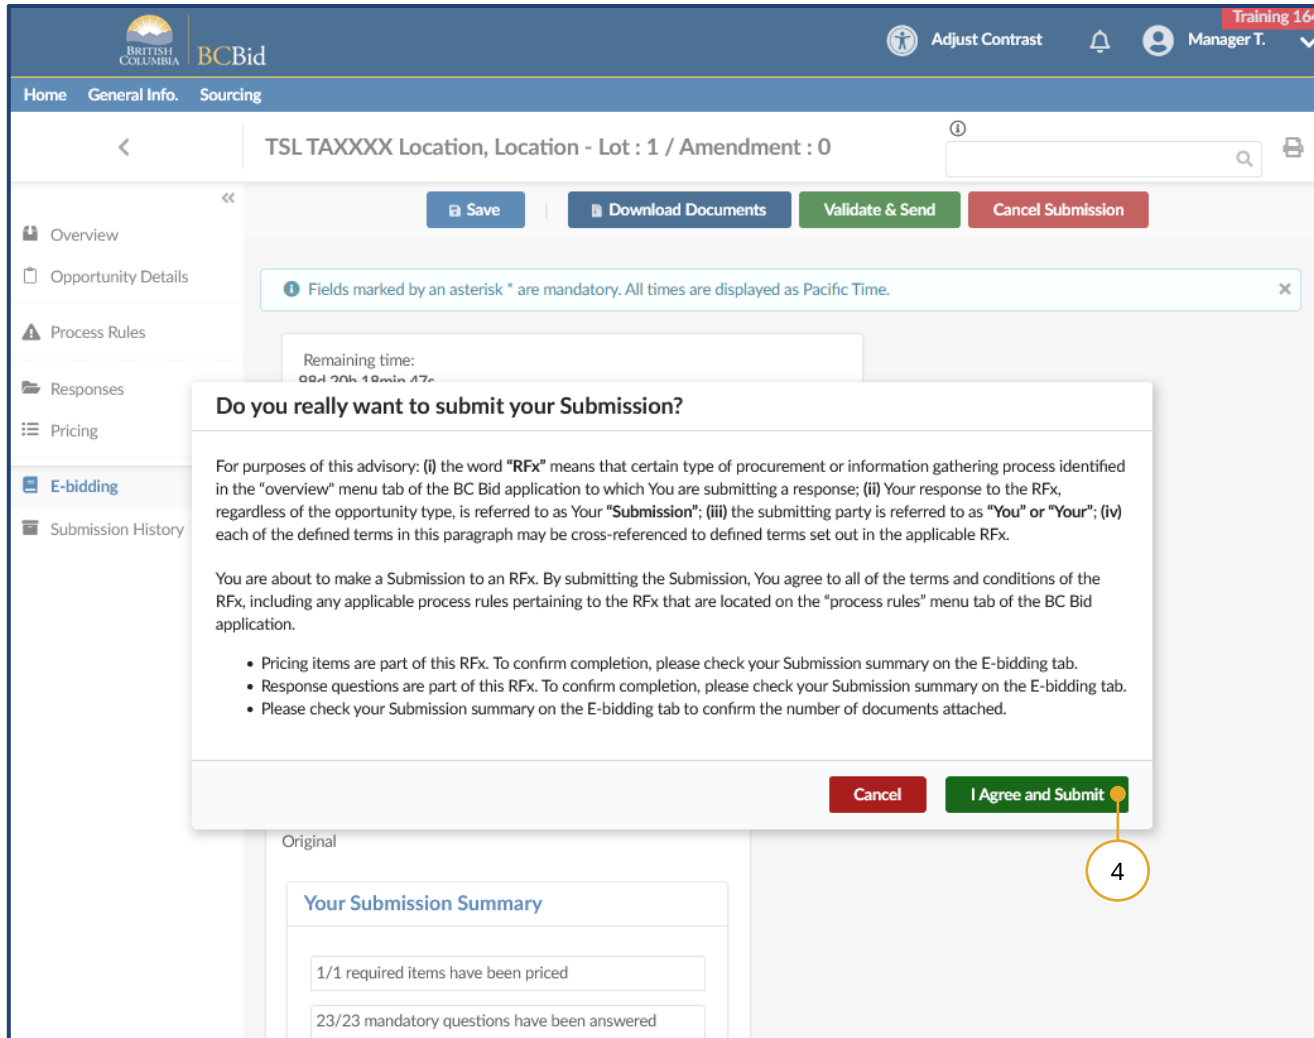 Training 164
BRITISH
COLUMBIA
BCBid
Adjust Contrast
Manager T.
Home General Info. Sourcing
TSL TAXXXX Location, Location - Lot : 1 / Amendment : 0
Save
Download Documents
Validate & Send
Cancel Submission
Overview
Opportunity Details
Process Rules
Responses
Pricing
E-bidding
Submission History
Fields marked by an asterisk * are mandatory. All times are displayed as Pacific Time.
Remaining time:
98d 20h 18min 47s
Do you really want to submit your Submission?
For purposes of this advisory: (i) the word “RFx” means that certain type of procurement or information gathering process identified
in the "overview" menu tab of the BC Bid application to which You are submitting a response; (ii) Your response to the RFx,
regardless of the opportunity type, is referred to as Your “Submission”; (iii) the submitting party is referred to as “You” or “Your”; (iv)
each of the defined terms in this paragraph may be cross-referenced to defined terms set out in the applicable RFx.
You are about to make a Submission to an RFx. By submitting the Submission, You agree to all of the terms and conditions of the
RFx, including any applicable process rules pertaining to the RFx that are located on the “process rules” menu tab of the BC Bid
application.
• Pricing items are part of this RFx. To confirm completion, please check your Submission summary on the E-bidding tab.
• Response questions are part of this RFx. To confirm completion, please check your Submission summary on the E-bidding tab.
• Please check your Submission summary on the E-bidding tab to confirm the number of documents attached.
Cancel
I Agree and Submit
4
Original
Your Submission Summary
1/1 required items have been priced
23/23 mandatory questions have been answered